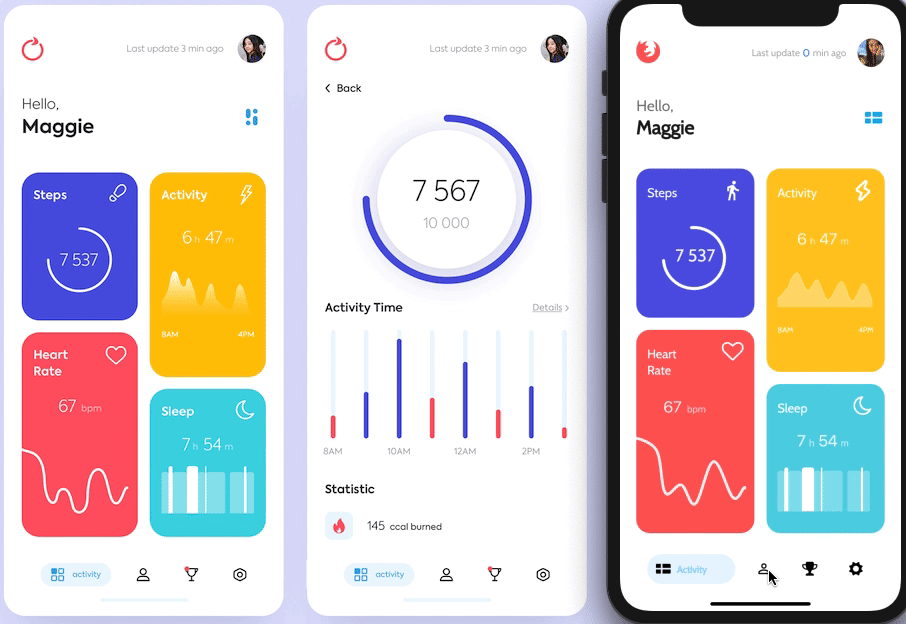 Last update 3 min ago
Hello,
Maggie
Steps
7 537
Activity
6 h 47 m
8AM 4PM
Heart
Rate
67 bpm
Sleep
7 h 54 m
activity
Last update 3 min ago
Back
7 567
10 000
Activity Time Details
8AM 10AM 12AM 2PM
Statistic
145 ccal burned
activity
Last update 0 min ago
Hello,
Maggie
Steps
7 537
Activity
6 h 47 m
8AM 4PM
Heart
Rate
67 bpm
Sleep
7 h 54 m
Activity